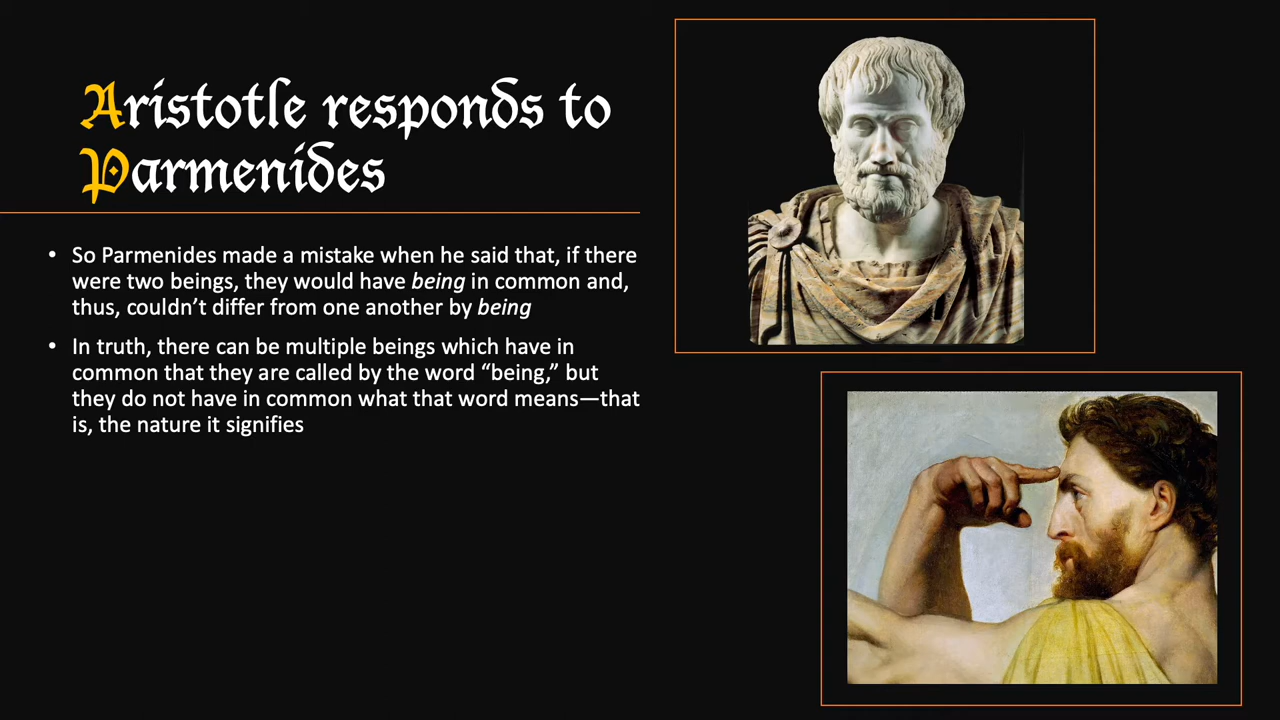 Aristotle responds to
Parmenides
• So Parmenides made a mistake when he said that, if there
were two beings, they would have being in common and,
thus, couldn’t differ from one another by being
• In truth, there can be multiple beings which have in
common that they are called by the word “being,” but
they do not have in common what that word means—that
is, the nature it signifies